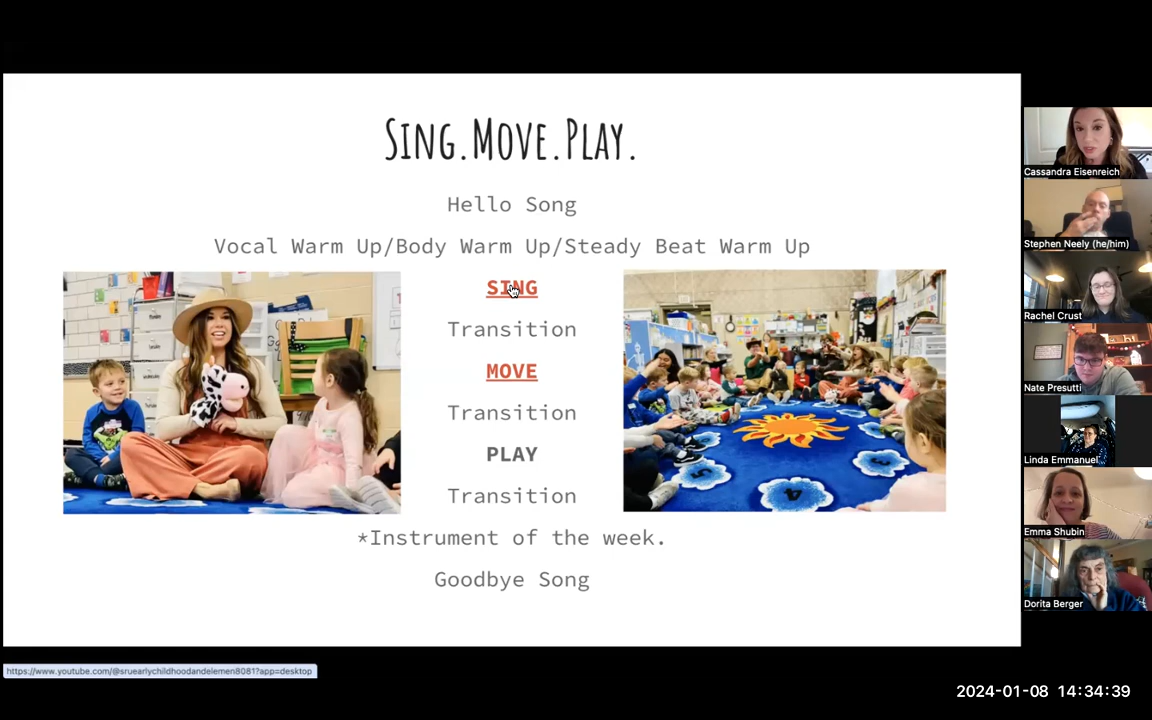 Sing.Move.Play.
Hello Song
Vocal Warm Up/Body Warm Up/Steady Beat Warm Up
SING
Transition
MOVE
Transition
PLAY
Transition
*Instrument of the week.
Goodbye Song
Cassandra Eisenreich
Stephen Neely (he/him)
Rachel Crust
Nate Presutti
Linda Emmanuel
Emma Shubin
Dorita Berger
https://www.youtube.com/@sruearlychildhoodandelemen8081?app=desktop
2024-01-08 14:34:39